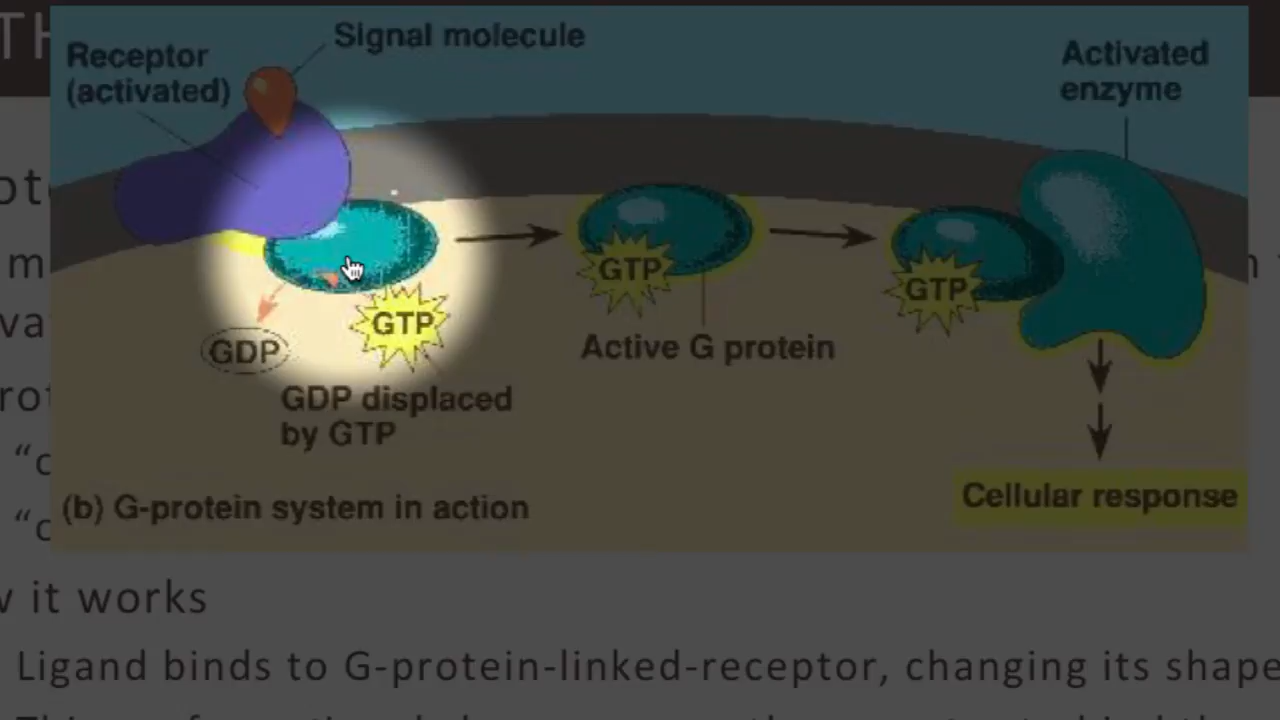 TH
Signal molecule
Receptor
(activated)
Activated
enzyme
GTP
GTP
GTP
GDP
Active G protein
GDP displaced
by GTP
(b) G-protein system in action
Cellular response
it works
Ligand binds to G-protein-linked-receptor, changing its shape